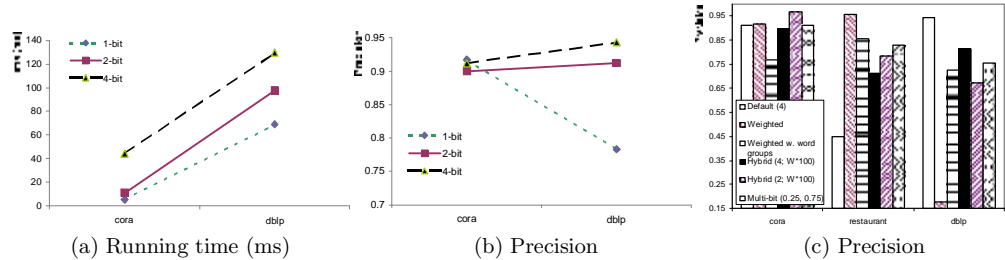 140
120
100
80
60
40
20
0
1-bit
2-bit
4-bit
cora dblp
(a) Running time (ms)
1
0.95
0.9
0.85
0.8
0.75
0.7
1-bit
2-bit
4-bit
cora dblp
(b) Precision
0.95
0.85
0.75
0.65
0.55
0.45
0.35
0.25
0.15
Default (4)
Weighted
Weighted w. word
groups
Hybrid (4; W*100)
Hybrid (2; W*100)
Multi-bit (0.25, 0.75)
cora restaurant dblp
(c) Precision